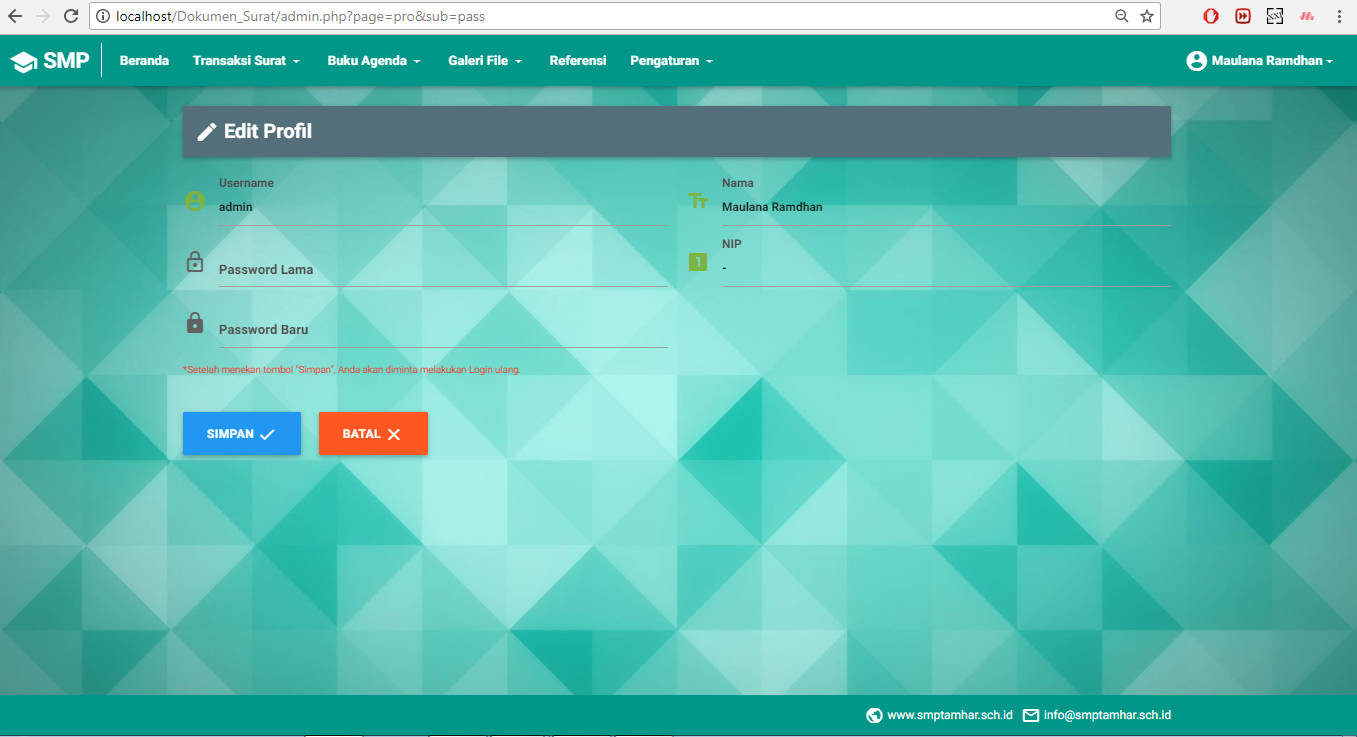 localhost/Dokumen_Surat/admin.php?page=pro&sub=pass
SMP Beranda Transaksi Surat Buku Agenda Galeri File Referensi Pengaturan Maulana Ramdhan
Edit Profil
Username Nama
admin Maulana Ramdhan
NIP
Password Lama -
1
Password Baru
*Setelah menekan tombol "Simpan", Anda akan diminta melakukan Login ulang.
SIMPAN BATAL
www.smptamhar.sch.id info@smptamhar.sch.id